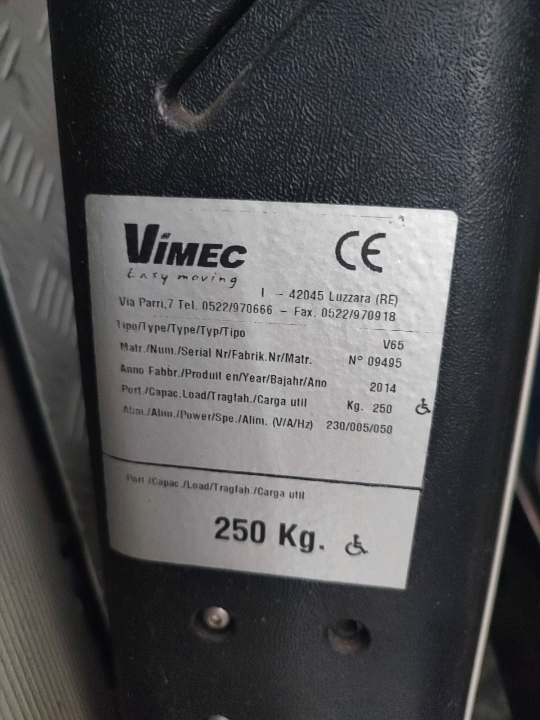 VIMEC
Easy moving
CE
I - 42045 Luzzara (RE)
Via Parri,7 Tel. 0522/970666 - Fax. 0522/970918
Tipo/Type/Type/Typ/Tipo V65
Matr./Num./Serial Nr/Fabrik.Nr/Matr. N° 09495
Anno Fabbr./Produit en/Year/Bajahr/Ano 2014
Port./Capac.Load/Tragfah./Carga util Kg. 250
Alim./Alim./Power/Spe./Alim. (V/A/Hz) 230/005/050
Port./Capac./Load/Tragfah./Carga util
250 Kg.